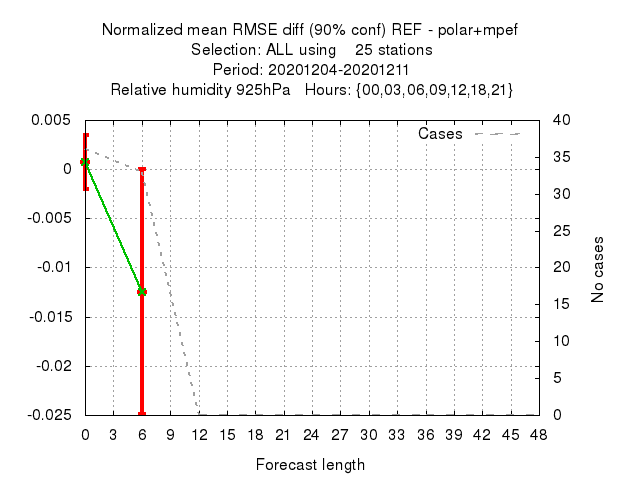 Normalized mean RMSE diff (90% conf) REF - polar+mpef
Selection: ALL using    25 stations
Period: 20201204-20201211
Relative humidity 925hPa   Hours: {00,03,06,09,12,18,21}
Cases
0.005
0
-0.005
-0.01
-0.015
-0.02
-0.025
40
35
30
25
20
15
10
5
0
No cases
0 3 6 9 12 15 18 21 24 27 30 33 36 39 42 45 48
Forecast length